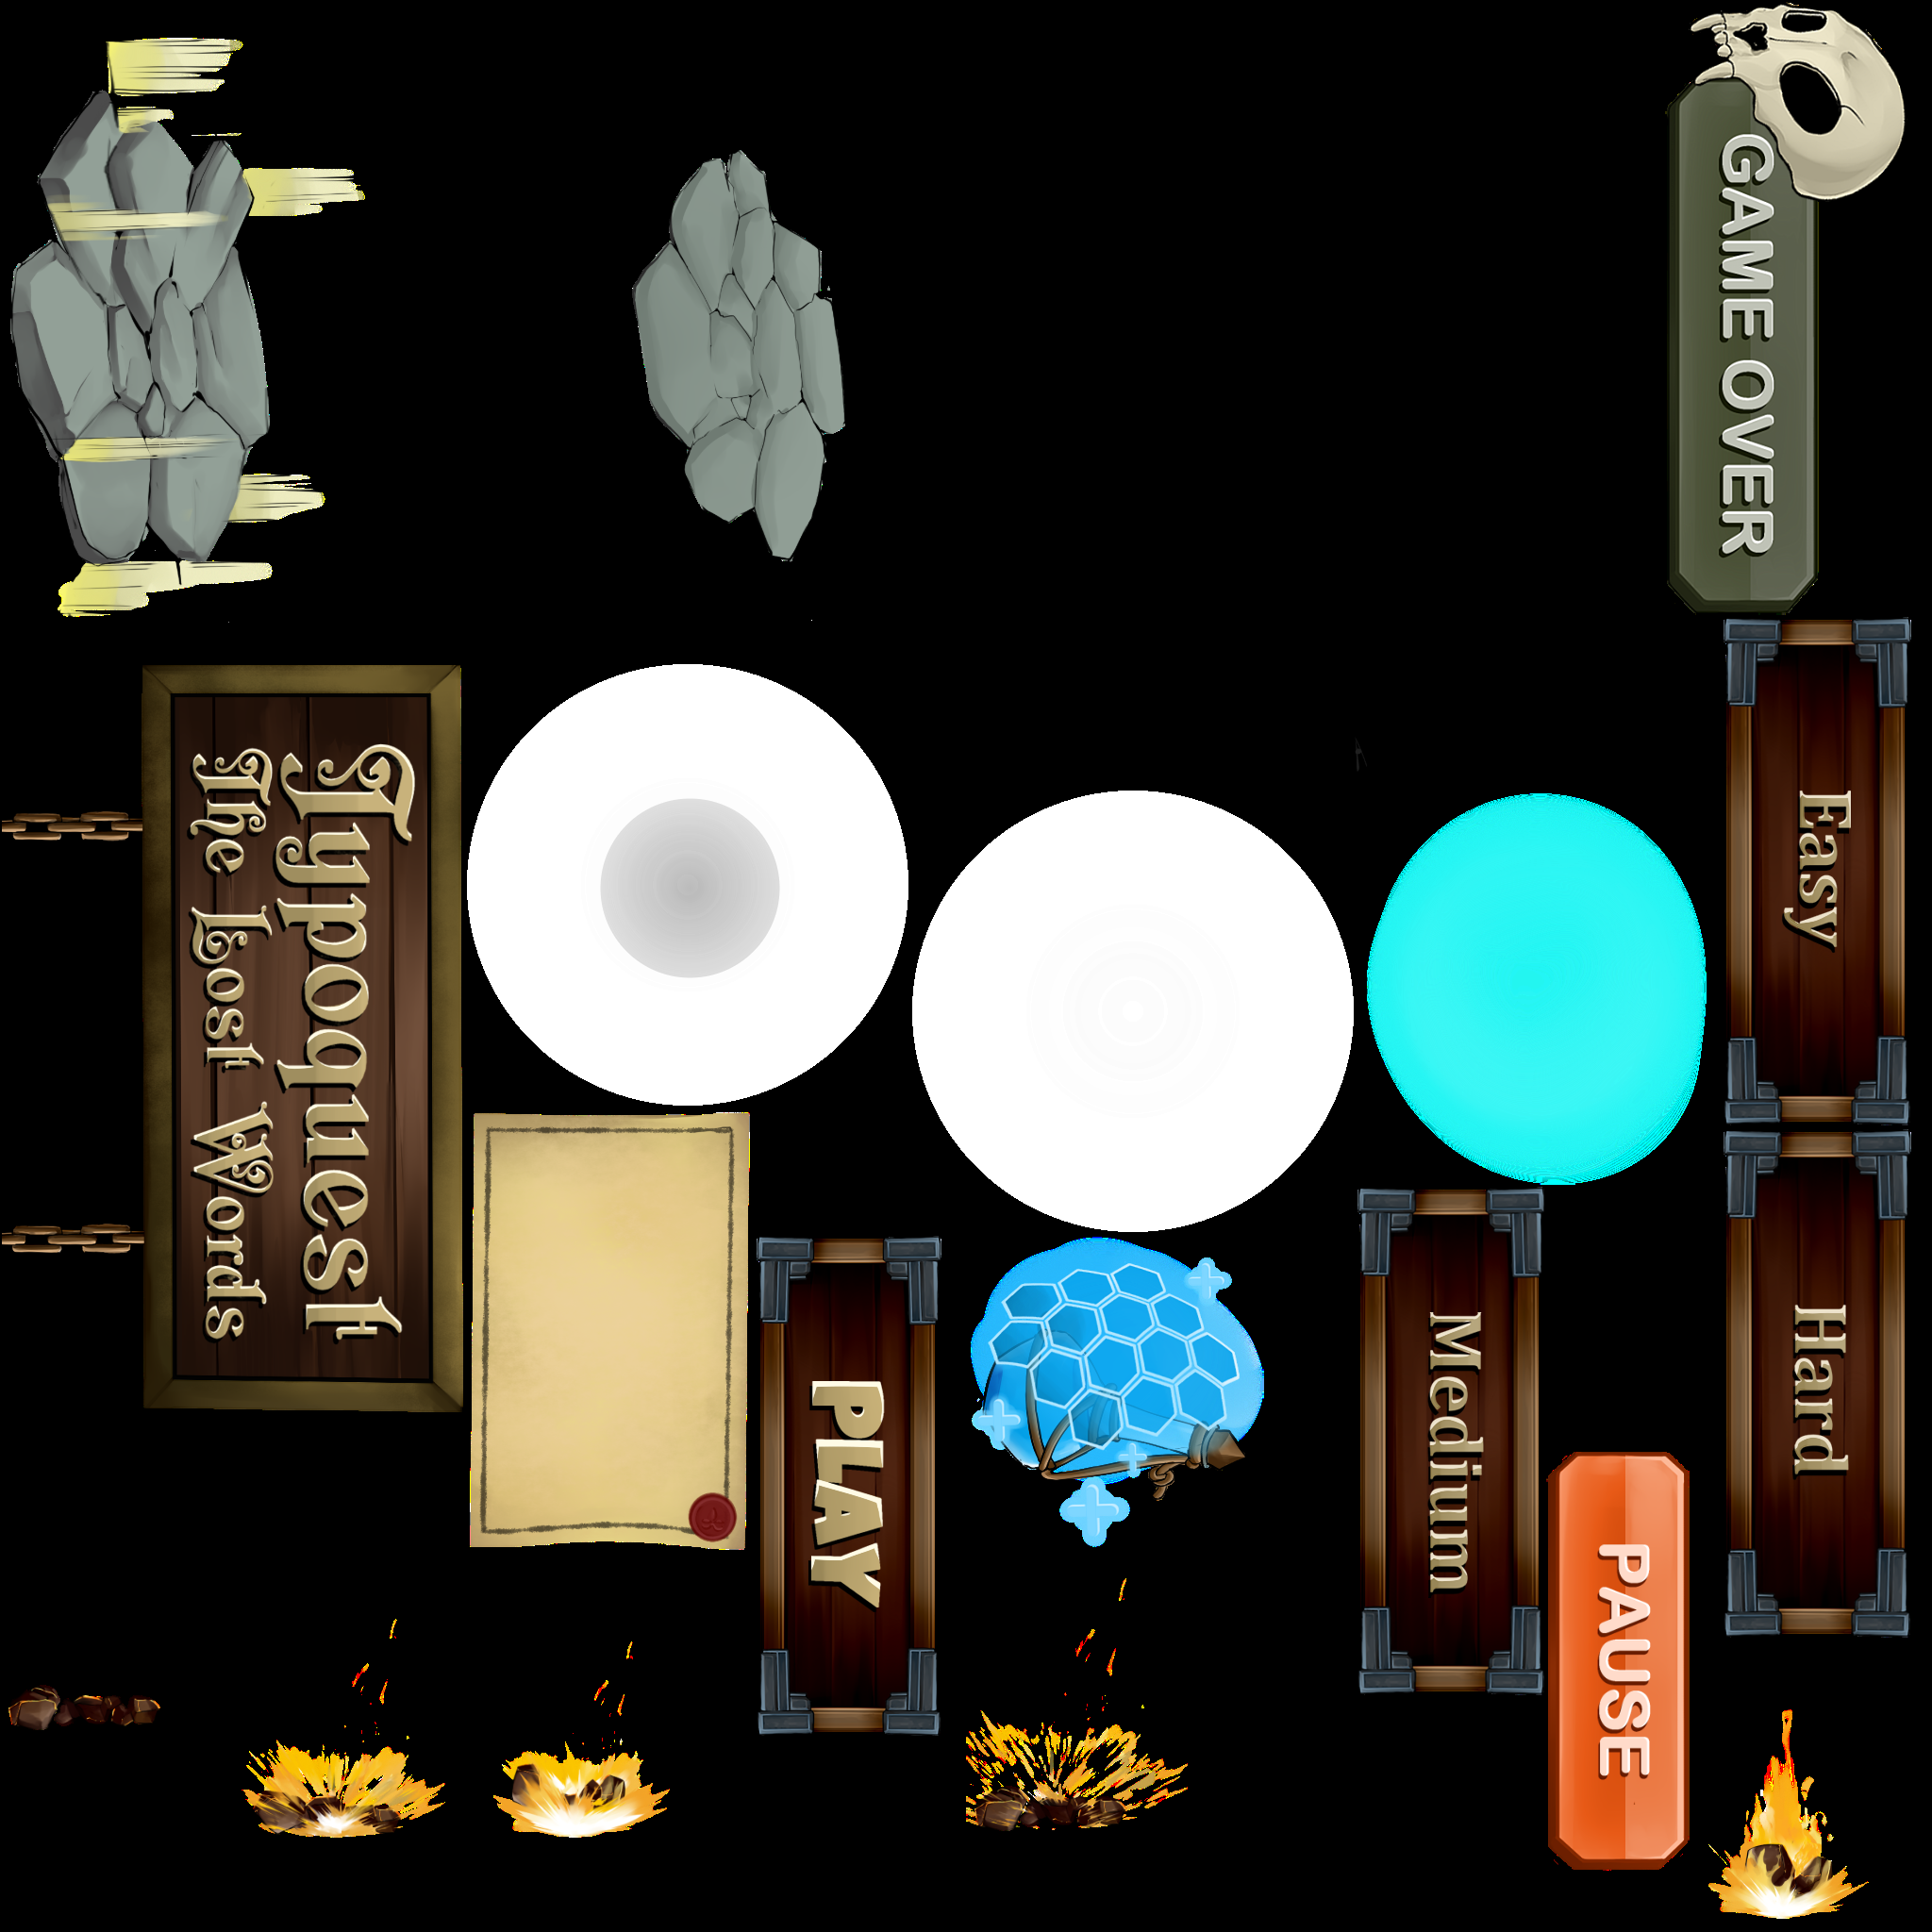 GAME OVER
Typoquest
The Lost Words
Easy
PLAY
Medium
Hard
PAUSE